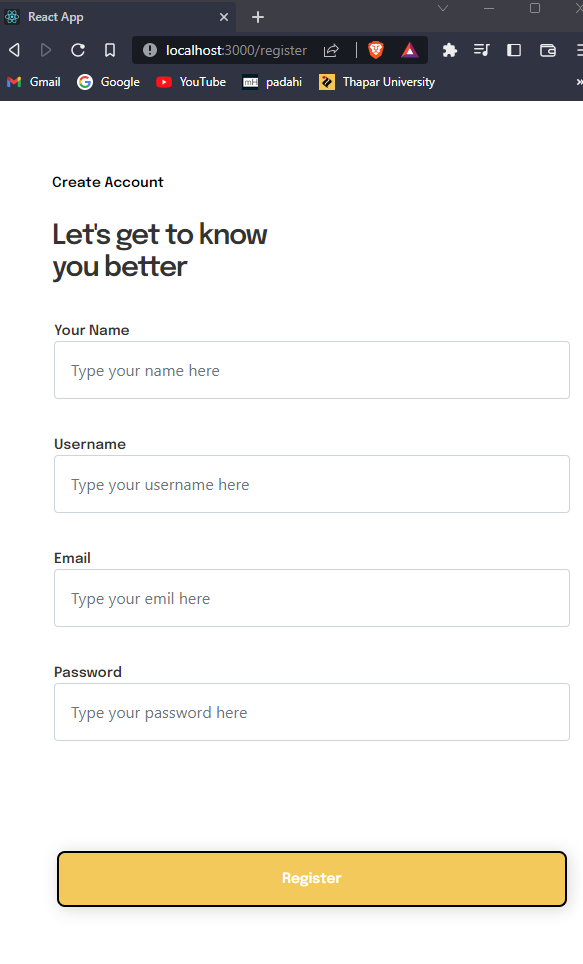 React App
localhost:3000/register
Gmail Google YouTube mH padahi Thapar University
Create Account
Let's get to know
you better
Your Name
Type your name here
Username
Type your username here
Email
Type your emil here
Password
Type your password here
Register